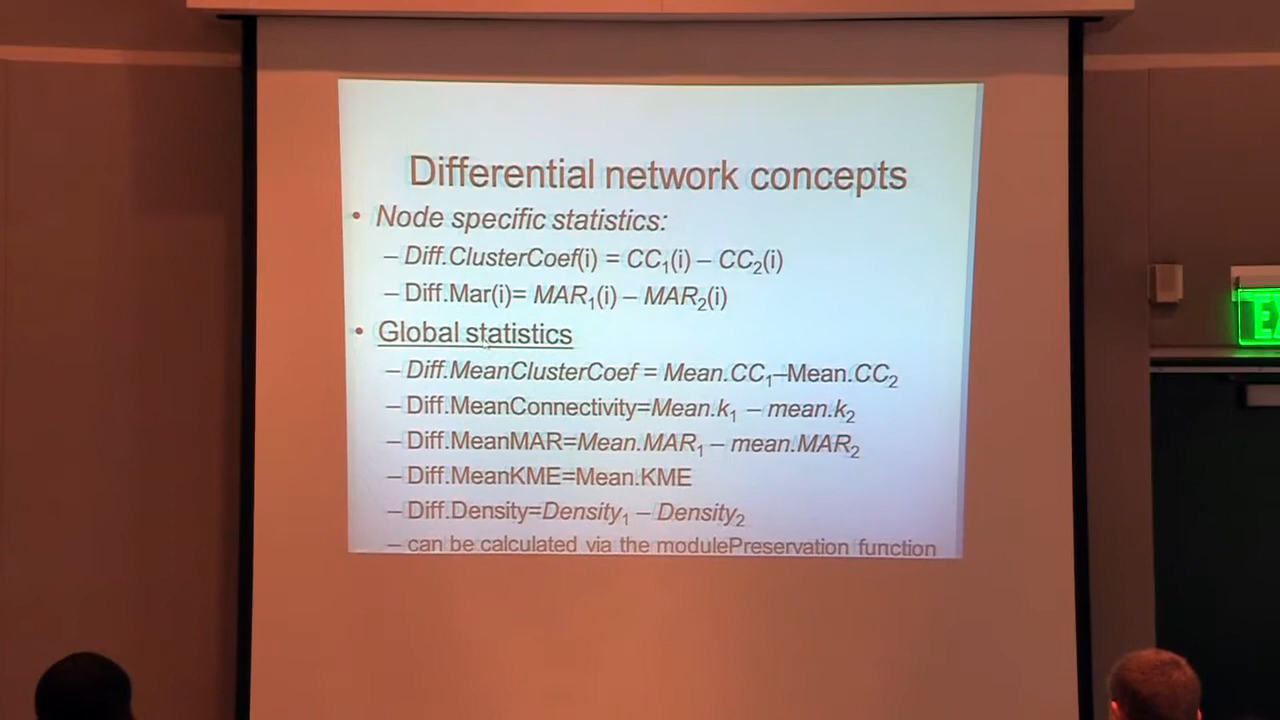 Differential network concepts
• Node specific statistics:
– Diff.ClusterCoef(i) = CC₁(i) – CC₂(i)
– Diff.Mar(i)= MAR₁(i) – MAR₂(i)
• Global statistics
– Diff.MeanClusterCoef = Mean.CC₁–Mean.CC₂
– Diff.MeanConnectivity=Mean.k₁ – mean.k₂
– Diff.MeanMAR=Mean.MAR₁ – mean.MAR₂
– Diff.MeanKME=Mean.KME
– Diff.Density=Density₁ – Density₂
– can be calculated via the modulePreservation function